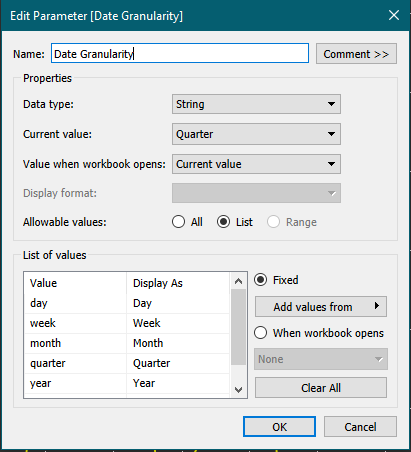 Edit Parameter [Date Granularity]
Name: Date Granularity Comment >>
Properties
Data type: String
Current value: Quarter
Value when workbook opens: Current value
Display format:
Allowable values: All List Range
List of values
Value Display As
day Day
week Week
month Month
quarter Quarter
year Year
Fixed
Add values from
When workbook opens
None
Clear All
OK Cancel